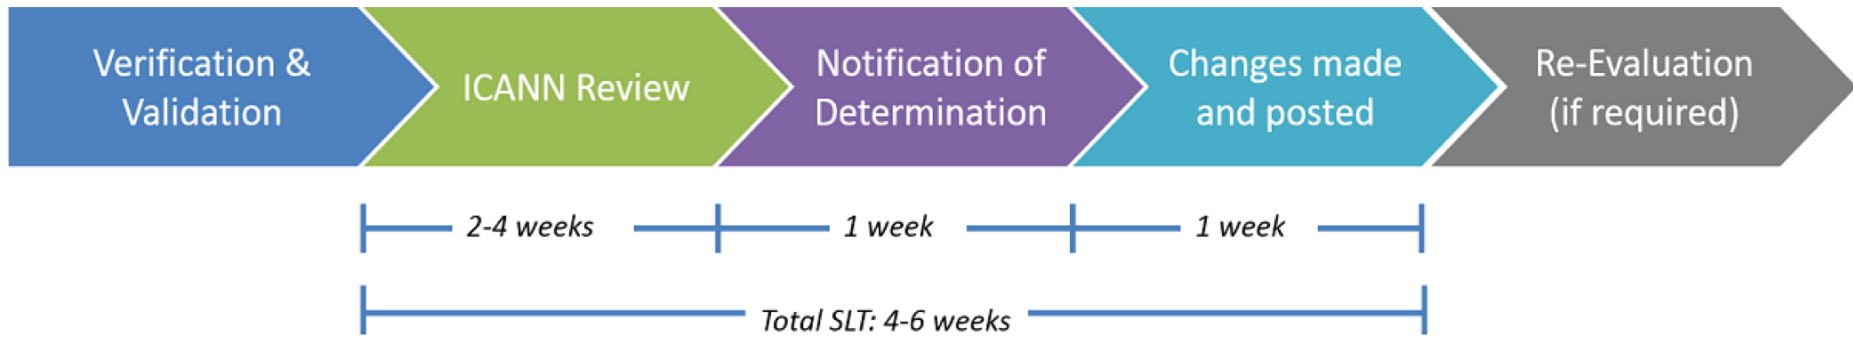 Verification &
Validation
ICANN Review
Notification of
Determination
Changes made
and posted
Re-Evaluation
(if required)
2-4 weeks
1 week
1 week
Total SLT: 4-6 weeks